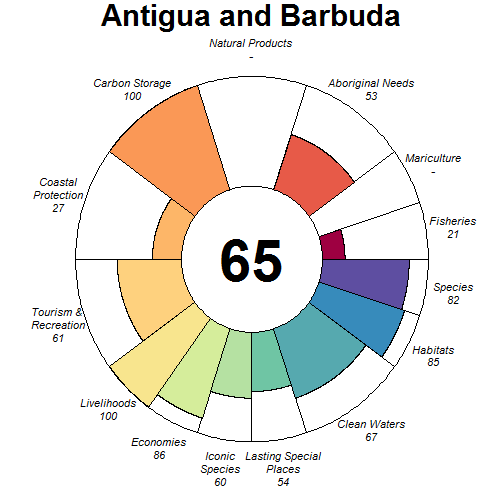 Antigua and Barbuda
Natural Products
-
Carbon Storage
100
Aboriginal Needs
53
Mariculture
-
Coastal
Protection
27
Fisheries
21
65
Species
82
Tourism &
Recreation
61
Habitats
85
Livelihoods
100
Clean Waters
67
Economies
86
Iconic
Species
60
Lasting Special
Places
54